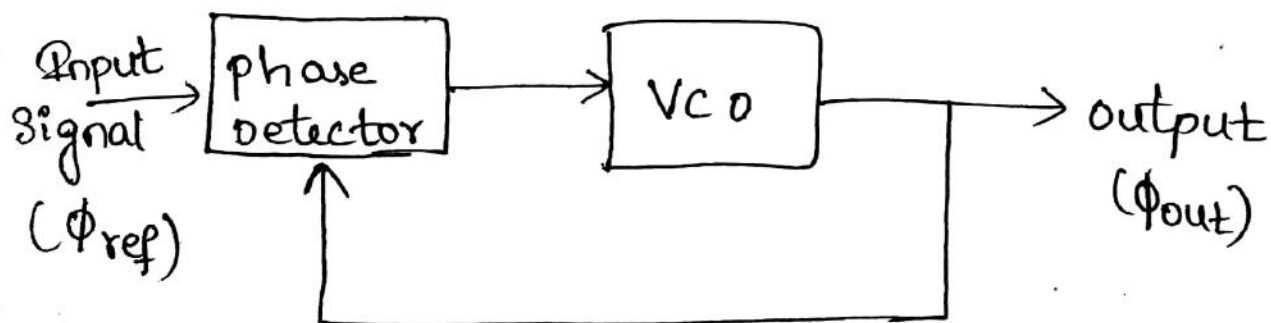 Input
Signal
(ϕref)
phase
Detector
VCO
output
(ϕout)